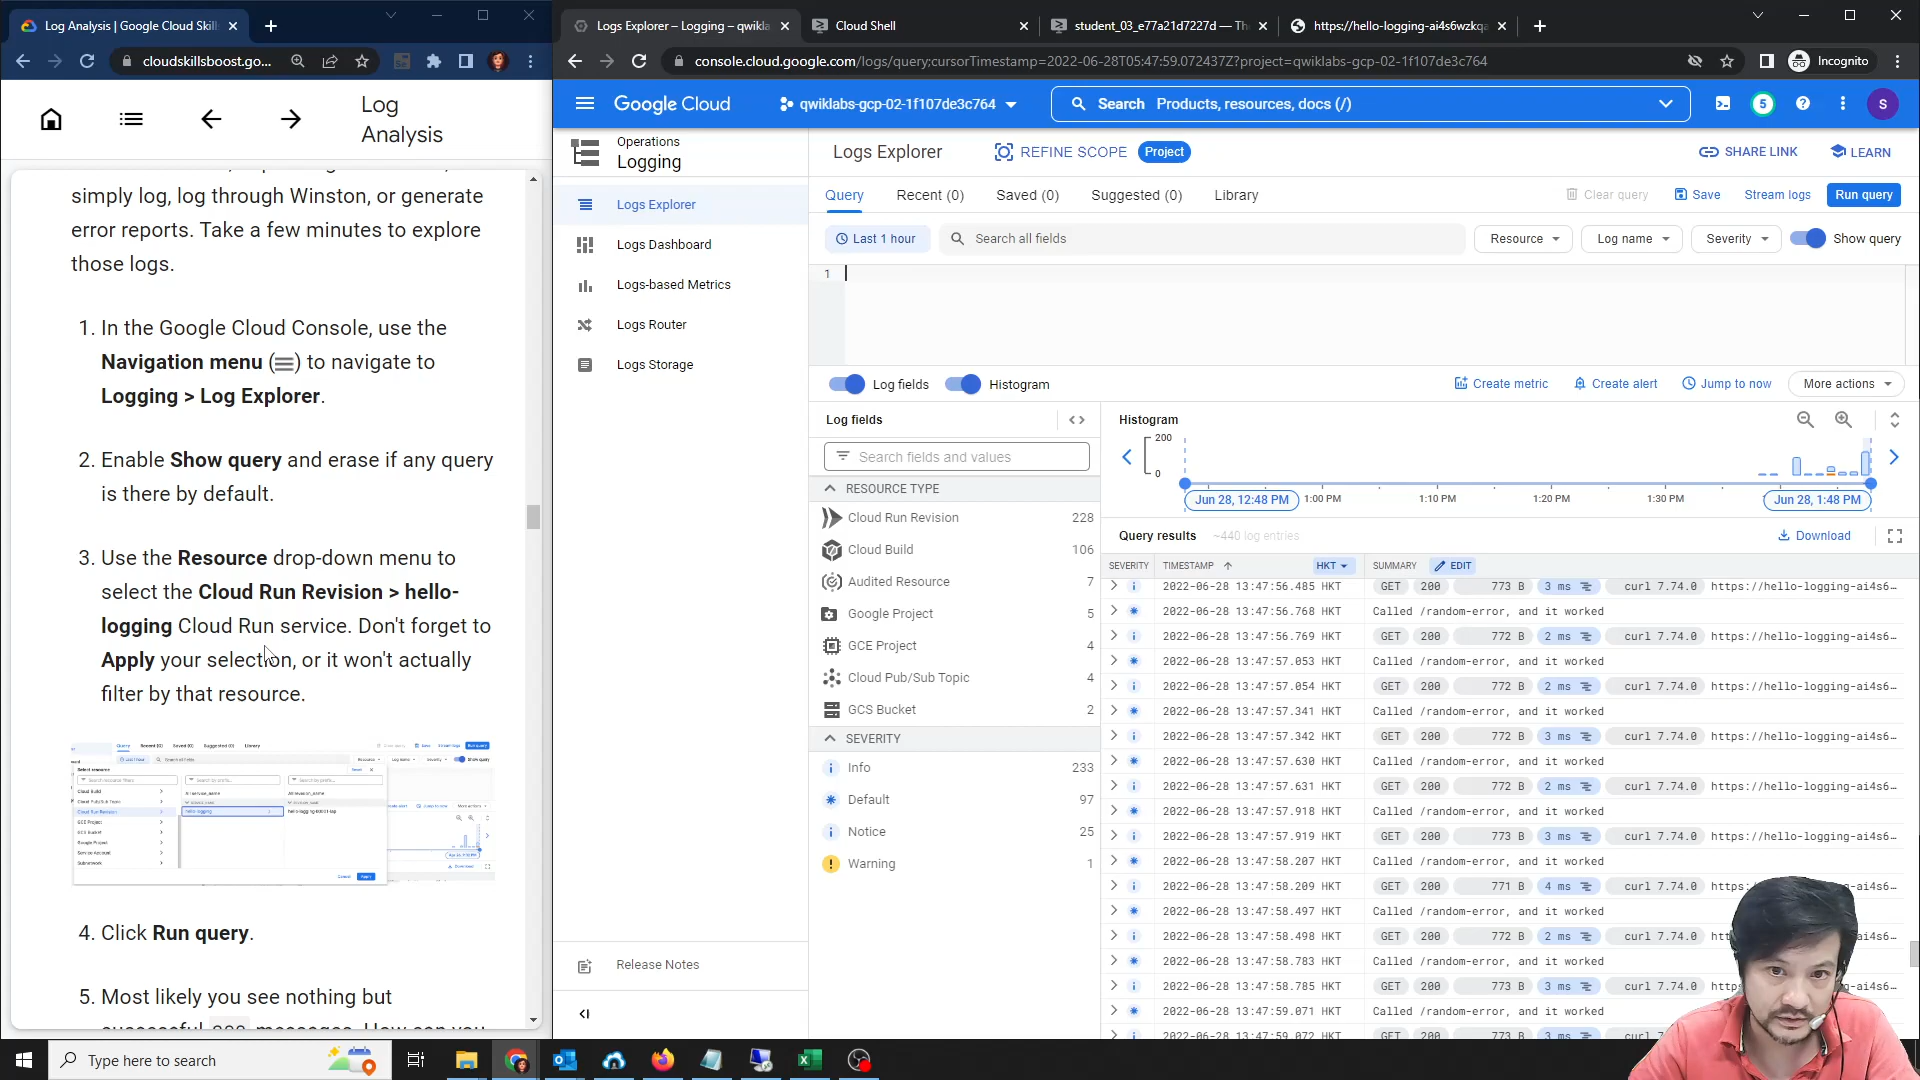 Log Analysis | Google Cloud Skill
cloudskillsboost.go...
Log
Analysis
simply log, log through Winston, or generate
error reports. Take a few minutes to explore
those logs.
1. In the Google Cloud Console, use the
Navigation menu ( ) to navigate to
Logging > Log Explorer.
2. Enable Show query and erase if any query
is there by default.
3. Use the Resource drop-down menu to
select the Cloud Run Revision > hello-
logging Cloud Run service. Don't forget to
Apply your selection, or it won't actually
filter by that resource.
4. Click Run query.
5. Most likely you see nothing but
Logs Explorer – Logging – qwikla
Cloud Shell
student_03_e77a21d7227d — Th
https://hello-logging-ai4s6wzkqa
console.cloud.google.com/logs/query;cursorTimestamp=2022-06-28T05:47:59.072437Z?project=qwiklabs-gcp-02-1f107de3c764
Incognito
Google Cloud
qwiklabs-gcp-02-1f107de3c764
Search Products, resources, docs (/)
5
S
Operations
Logging
Logs Explorer
Logs Dashboard
Logs-based Metrics
Logs Router
Logs Storage
Release Notes
Logs Explorer
REFINE SCOPE
Project
SHARE LINK
LEARN
Query
Recent (0)
Saved (0)
Suggested (0)
Library
Clear query
Save
Stream logs
Run query
Last 1 hour
Search all fields
Resource
Log name
Severity
Show query
1
Log fields
Histogram
Create metric
Create alert
Jump to now
More actions
Log fields
Search fields and values
RESOURCE TYPE
Cloud Run Revision 228
Cloud Build 106
Audited Resource 7
Google Project 5
GCE Project 4
Cloud Pub/Sub Topic 4
GCS Bucket 2
SEVERITY
Info 233
Default 97
Notice 25
Warning 1
Histogram
200
0
Jun 28, 12:48 PM
1:00 PM
1:10 PM
1:20 PM
1:30 PM
Jun 28, 1:48 PM
Query results ~440 log entries
Download
SEVERITY TIMESTAMP HKT SUMMARY EDIT
2022-06-28 13:47:56.485 HKT GET 200 773 B 3 ms curl 7.74.0 https://hello-logging-ai4s6…
2022-06-28 13:47:56.768 HKT Called /random-error, and it worked
2022-06-28 13:47:56.769 HKT GET 200 772 B 2 ms curl 7.74.0 https://hello-logging-ai4s6…
2022-06-28 13:47:57.053 HKT Called /random-error, and it worked
2022-06-28 13:47:57.054 HKT GET 200 772 B 2 ms curl 7.74.0 https://hello-logging-ai4s6…
2022-06-28 13:47:57.341 HKT Called /random-error, and it worked
2022-06-28 13:47:57.342 HKT GET 200 772 B 3 ms curl 7.74.0 https://hello-logging-ai4s6…
2022-06-28 13:47:57.630 HKT Called /random-error, and it worked
2022-06-28 13:47:57.631 HKT GET 200 772 B 2 ms curl 7.74.0 https://hello-logging-ai4s6…
2022-06-28 13:47:57.918 HKT Called /random-error, and it worked
2022-06-28 13:47:57.919 HKT GET 200 773 B 3 ms curl 7.74.0 https://hello-logging-ai4s6…
2022-06-28 13:47:58.207 HKT Called /random-error, and it worked
2022-06-28 13:47:58.209 HKT GET 200 771 B 4 ms curl 7.74.0 ai4s6…
2022-06-28 13:47:58.497 HKT Called /random-error, and it worked
2022-06-28 13:47:58.498 HKT GET 200 772 B 2 ms curl 7.74.0 ai4s6…
2022-06-28 13:47:58.783 HKT Called /random-error, and it worked
2022-06-28 13:47:58.785 HKT GET 200 773 B 3 ms curl 7.74.0 ai4s6…
2022-06-28 13:47:59.071 HKT Called /random-error, and it worked
2022-06-28 13:47:59.072 HKT GET 200 773 B 3 ms curl 7.74.0
Type here to search